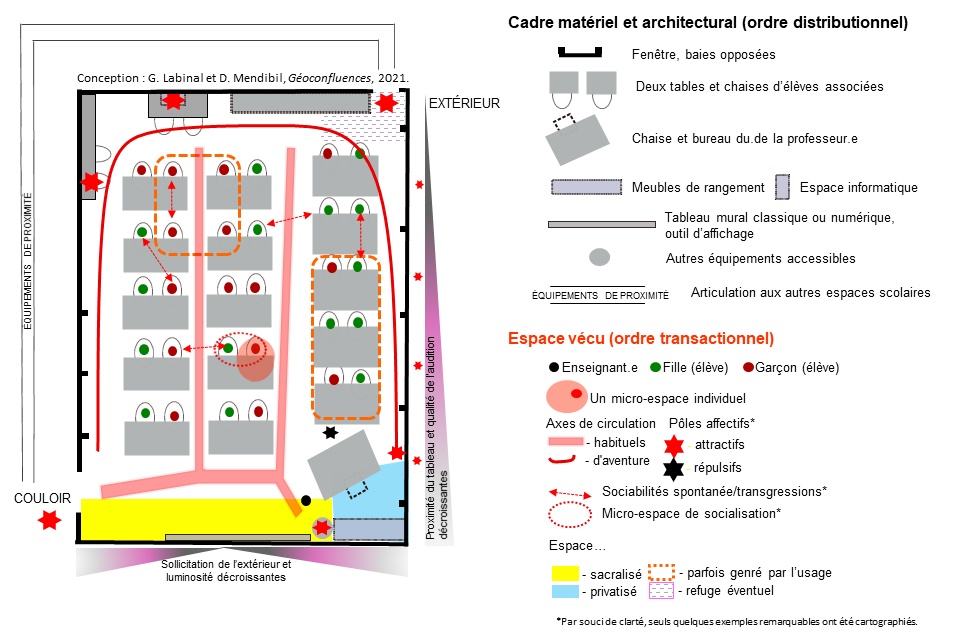 Conception : G. Labinal et D. Mendibil, Géoconfluences, 2021.
EXTÉRIEUR
ÉQUIPEMENTS DE PROXIMITÉ
COULOIR
Proximité du tableau et qualité de l'audition
décroissantes
Sollicitation de l'extérieur et
luminosité décroissantes
Cadre matériel et architectural (ordre distributionnel)
Fenêtre, baies opposées
Deux tables et chaises d'élèves associées
Chaise et bureau du.de la professeur.e
Meubles de rangement
Espace informatique
Tableau mural classique ou numérique,
outil d'affichage
Autres équipements accessibles
ÉQUIPEMENTS DE PROXIMITÉ
Articulation aux autres espaces scolaires
Espace vécu (ordre transactionnel)
Enseignant.e
Fille (élève)
Garçon (élève)
Un micro-espace individuel
Axes de circulation
Pôles affectifs*
- habituels
- attractifs
- d'aventure
- répulsifs
Sociabilités spontanée/transgressions*
Micro-espace de socialisation*
Espace…
- sacralisé
- parfois genré par l'usage
- privatisé
- refuge éventuel
*Par souci de clarté, seuls quelques exemples remarquables ont été cartographiés.